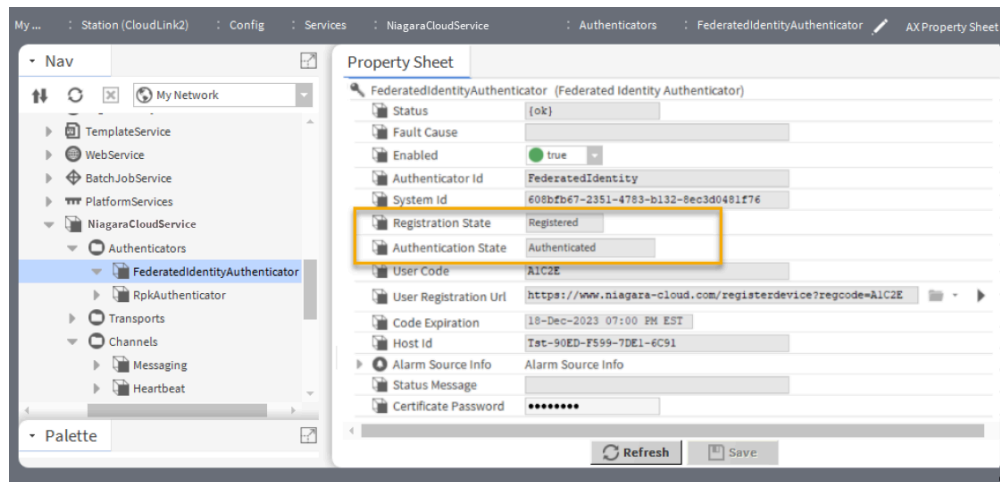 My ... : Station (CloudLink2) : Config : Services : NiagaraCloudService : Authenticators : FederatedIdentityAuthenticator AX Property Sheet
Nav
My Network
TemplateService
WebService
BatchJobService
PlatformServices
NiagaraCloudService
Authenticators
FederatedIdentityAuthenticator
RpkAuthenticator
Transports
Channels
Messaging
Heartbeat
Palette
Property Sheet
FederatedIdentityAuthenticator (Federated Identity Authenticator)
Status {ok}
Fault Cause
Enabled true
Authenticator Id FederatedIdentity
System Id 608bfb67-2351-4783-b132-8ec3d0481f76
Registration State Registered
Authentication State Authenticated
User Code A1C2E
User Registration Url https://www.niagara-cloud.com/registerdevice?regcode=A1C2E
Code Expiration 18-Dec-2023 07:00 PM EST
Host Id Tst-90ED-F599-7DE1-6C91
Alarm Source Info Alarm Source Info
Status Message
Certificate Password ••••••••
Refresh Save